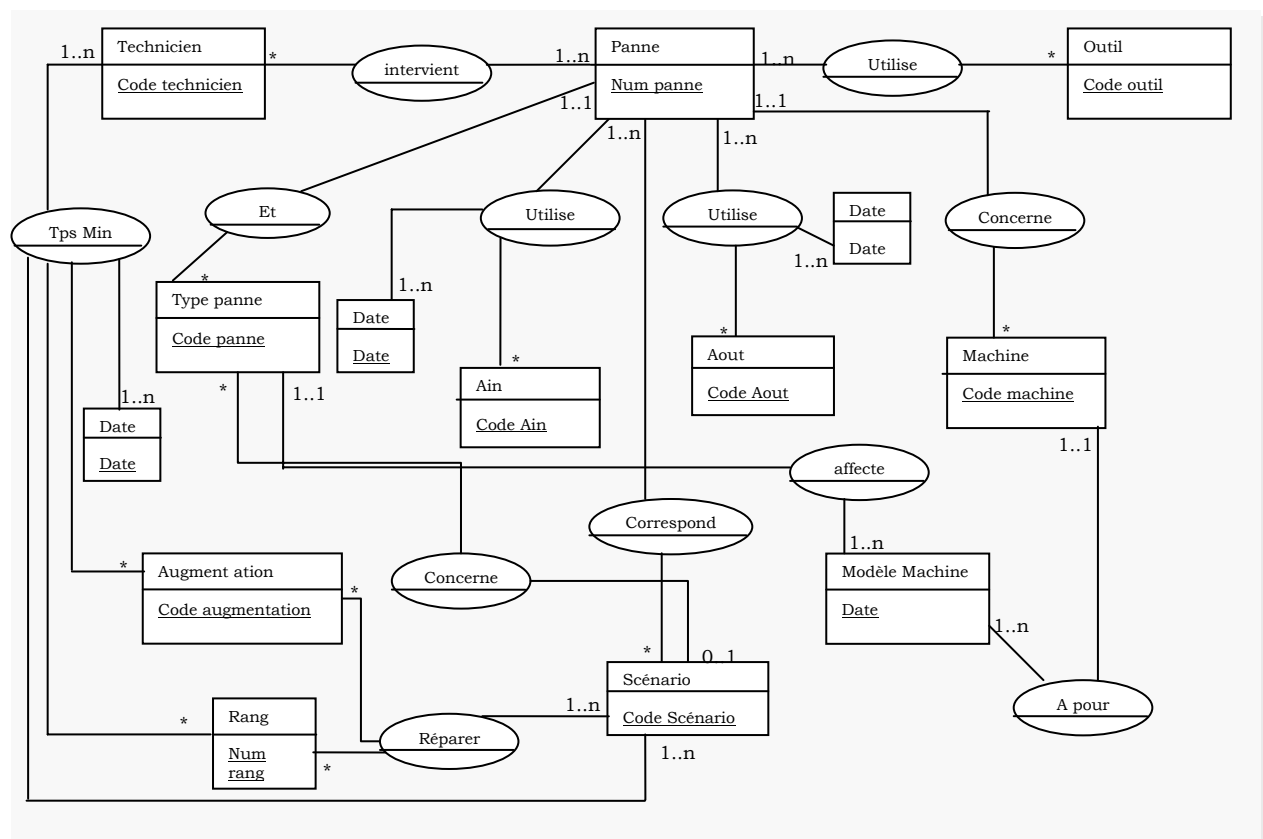 1..n
Technicien
*
intervient
1..n
Panne
1..n
Utilise
*
Outil
Code technicien
Num panne
Code outil
1..1
1..1
1..n
1..n
Et
Utilise
Utilise
Date
Date
1..n
Concerne
Tps Min
*
Type panne
Code panne
1..n
Date
Date
*
Ain
Code Ain
*
Aout
Code Aout
*
Machine
Code machine
*
1..1
1..n
Date
Date
1..1
affecte
Correspond
1..n
*
Augment ation
Code augmentation
*
Concerne
Modèle Machine
Date
1..n
*
0..1
Scénario
Code Scénario
1..n
A pour
*
Rang
Num
rang
*
Réparer
1..n